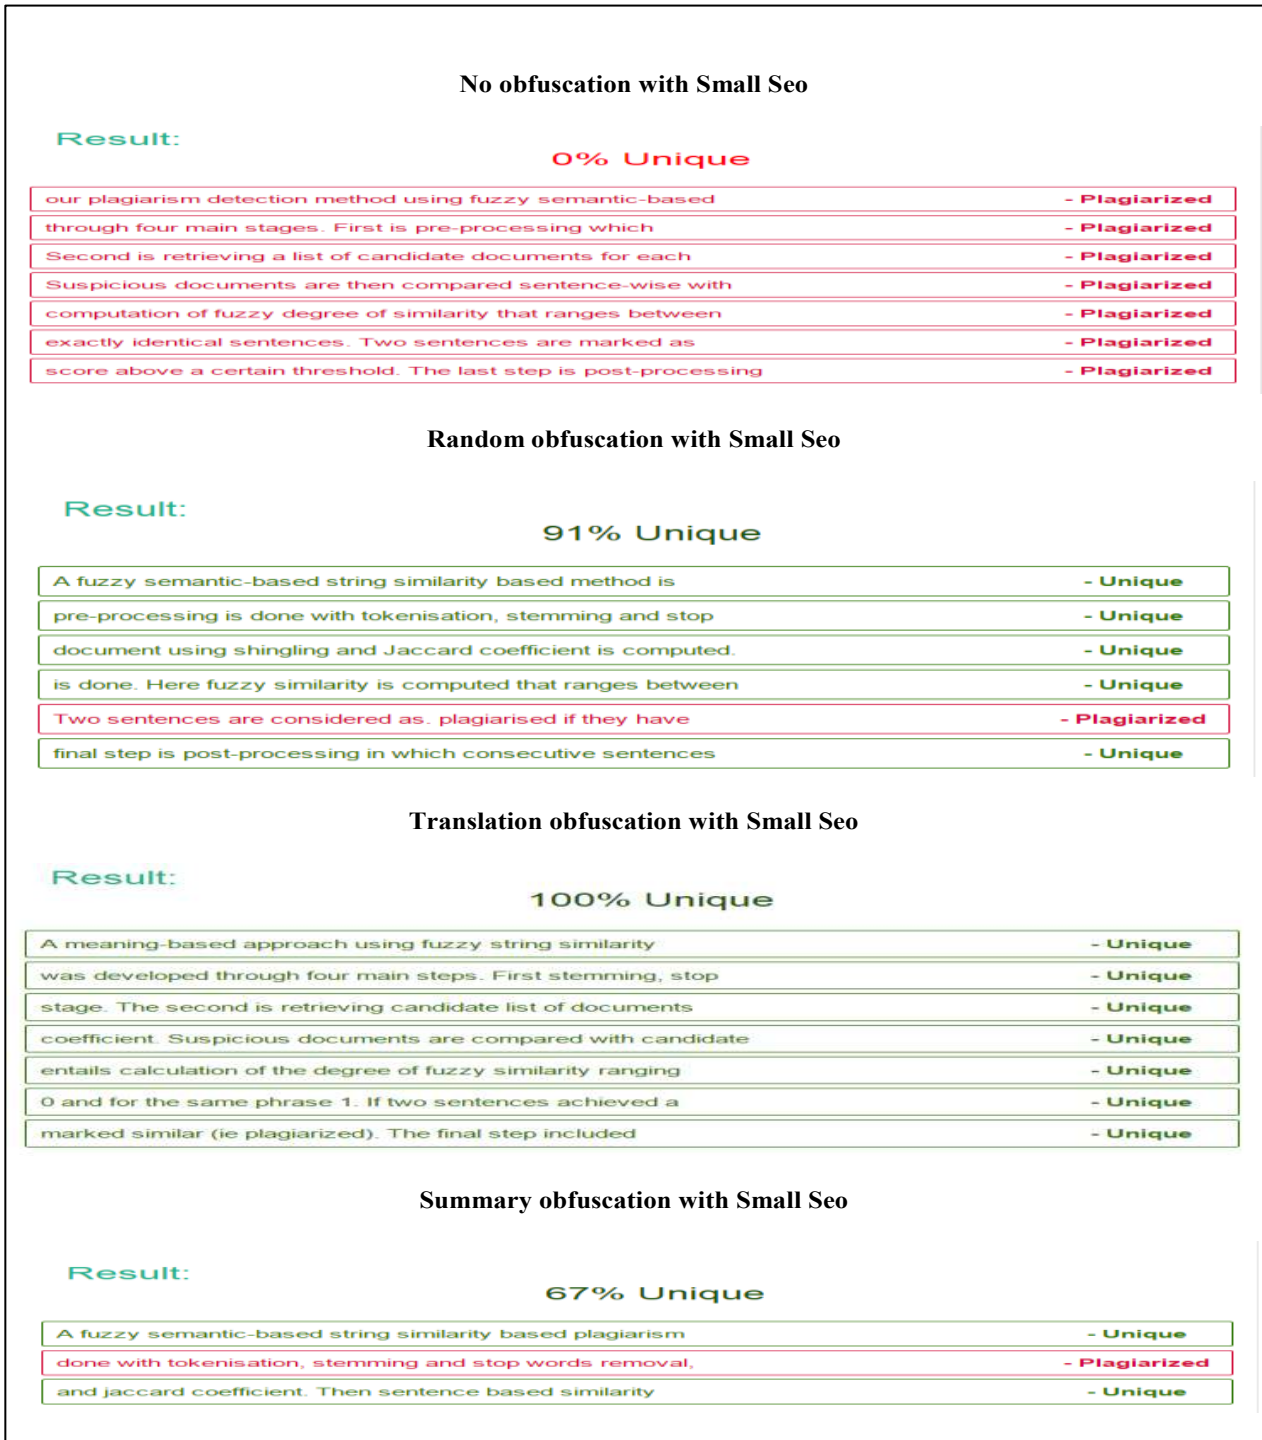 No obfuscation with Small Seo
Result:
0% Unique
our plagiarism detection method using fuzzy semantic-based - Plagiarized
through four main stages. First is pre-processing which - Plagiarized
Second is retrieving a list of candidate documents for each - Plagiarized
Suspicious documents are then compared sentence-wise with - Plagiarized
computation of fuzzy degree of similarity that ranges between - Plagiarized
exactly identical sentences. Two sentences are marked as - Plagiarized
score above a certain threshold. The last step is post-processing - Plagiarized
Random obfuscation with Small Seo
Result:
91% Unique
A fuzzy semantic-based string similarity based method is - Unique
pre-processing is done with tokenisation, stemming and stop - Unique
document using shingling and Jaccard coefficient is computed. - Unique
is done. Here fuzzy similarity is computed that ranges between - Unique
Two sentences are considered as. plagiarised if they have - Plagiarized
final step is post-processing in which consecutive sentences - Unique
Translation obfuscation with Small Seo
Result:
100% Unique
A meaning-based approach using fuzzy string similarity - Unique
was developed through four main steps. First stemming, stop - Unique
stage. The second is retrieving candidate list of documents - Unique
coefficient. Suspicious documents are compared with candidate - Unique
entails calculation of the degree of fuzzy similarity ranging - Unique
0 and for the same phrase 1. If two sentences achieved a - Unique
marked similar (ie plagiarized). The final step included - Unique
Summary obfuscation with Small Seo
Result:
67% Unique
A fuzzy semantic-based string similarity based plagiarism - Unique
done with tokenisation, stemming and stop words removal, - Plagiarized
and jaccard coefficient. Then sentence based similarity - Unique